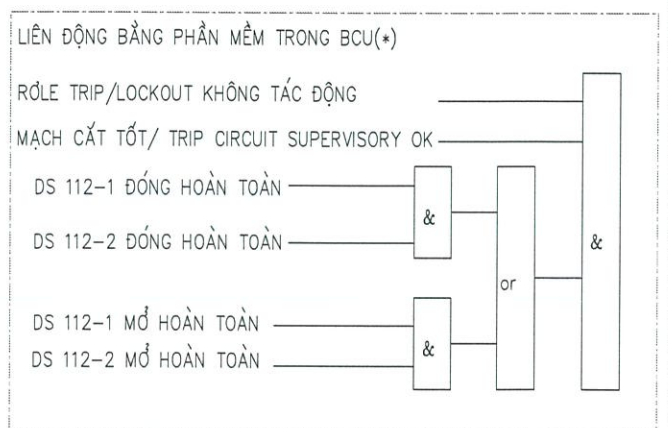 LIÊN ĐỘNG BẰNG PHẦN MỀM TRONG BCU(*)
RƠLE TRIP/LOCKOUT KHÔNG TÁC ĐỘNG
MẠCH CẮT TỐT/ TRIP CIRCUIT SUPERVISORY OK
DS 112-1 ĐÓNG HOÀN TOÀN
&
DS 112-2 ĐÓNG HOÀN TOÀN
&
or
DS 112-1 MỞ HOÀN TOÀN
&
DS 112-2 MỞ HOÀN TOÀN